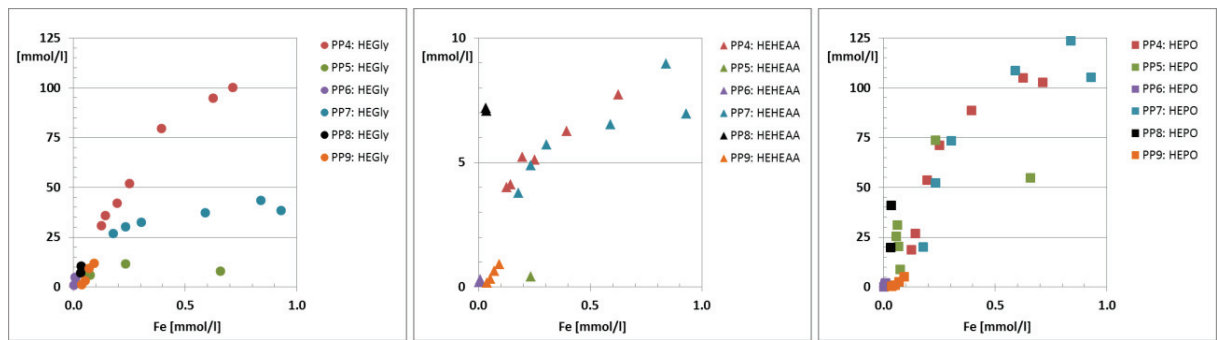 125
[mmol/l]
100
75
50
25
0
0.0 0.5 1.0
Fe [mmol/l]
PP4: HEGly
PP5: HEGly
PP6: HEGly
PP7: HEGly
PP8: HEGly
PP9: HEGly
10
[mmol/l]
5
0
0.0 0.5 1.0
Fe [mmol/l]
PP4: HEHEAA
PP5: HEHEAA
PP6: HEHEAA
PP7: HEHEAA
PP8: HEHEAA
PP9: HEHEAA
125
[mmol/l]
100
75
50
25
0
0.0 0.5 1.0
Fe [mmol/l]
PP4: HEPO
PP5: HEPO
PP6: HEPO
PP7: HEPO
PP8: HEPO
PP9: HEPO